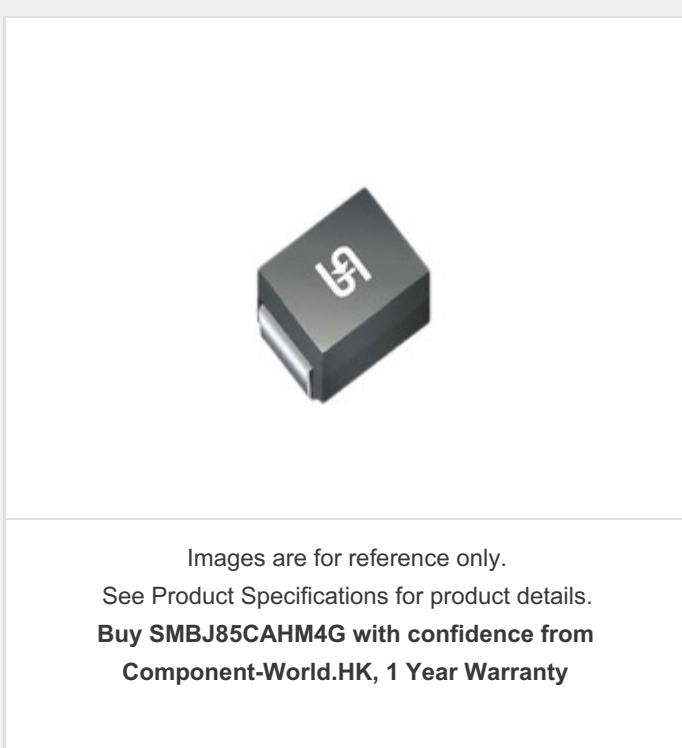 Images are for reference only.
See Product Specifications for product details.
Buy SMBJ85CAHM4G with confidence from
Component-World.HK, 1 Year Warranty